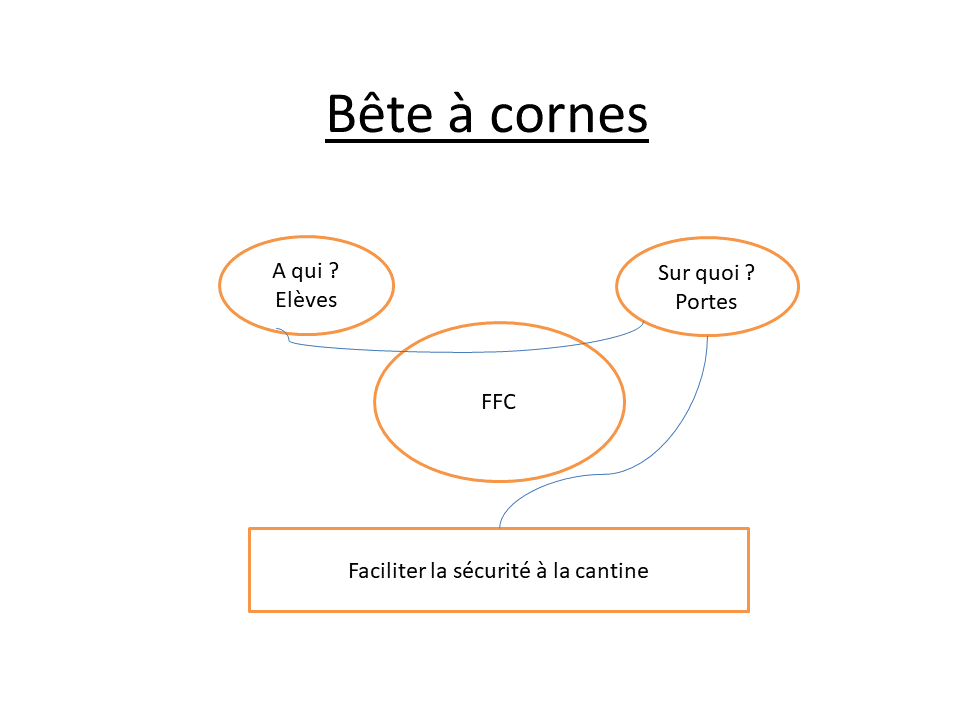 Bête à cornes
A qui ?
Elèves
Sur quoi ?
Portes
FFC
Faciliter la sécurité à la cantine